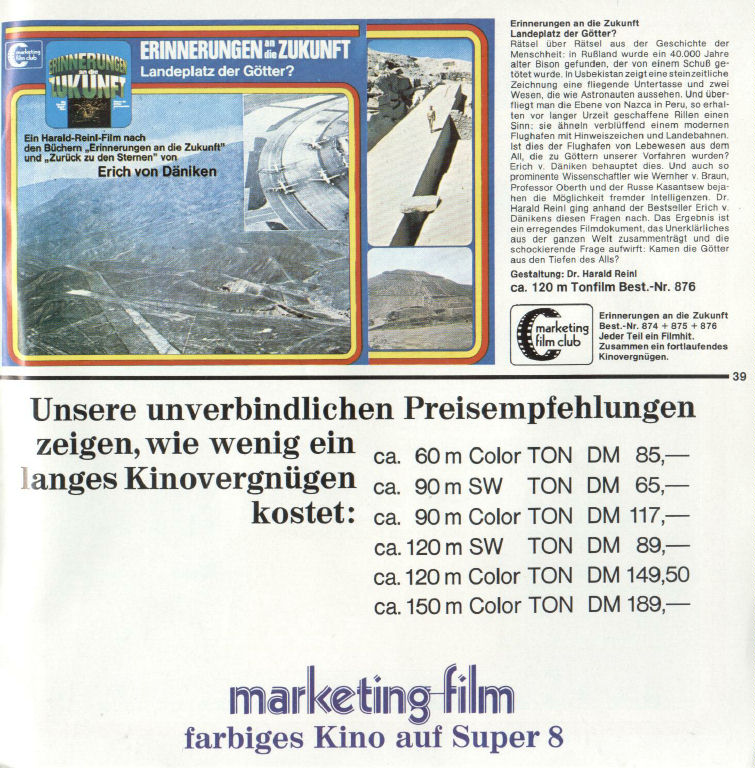 marketing
film club
ERINNERUNGEN
an die
ZUKUNFT
ERINNERUNGEN an die ZUKUNFT
Landeplatz der Götter?
Ein Harald-Reinl-Film nach
den Büchern „Erinnerungen an die Zukunft"
und „Zurück zu den Sternen" von
Erich von Däniken
Erinnerungen an die Zukunft
Landeplatz der Götter?
Rätsel über Rätsel aus der Geschichte der
Menschheit: in Rußland wurde ein 40.000 Jahre
alter Bison gefunden, der von einem Schuß ge-
tötet wurde. In Usbekistan zeigt eine steinzeitliche
Zeichnung eine fliegende Untertasse und zwei
Wesen, die wie Astronauten aussehen. Und über-
fliegt man die Ebene von Nazca in Peru, so erhal-
ten vor langer Urzeit geschaffene Rillen einen
Sinn: sie ähneln verblüffend einem modernen
Flughafen mit Hinweiszeichen und Landebahnen.
Ist dies der Flughafen von Lebewesen aus dem
All, die zu Göttern unserer Vorfahren wurden?
Erich v. Däniken behauptet dies. Und auch so
prominente Wissenschaftler wie Wernher v. Braun,
Professor Oberth und der Russe Kasantsew beja-
hen die Möglichkeit fremder Intelligenzen. Dr.
Harald Reinl ging anhand der Bestseller Erich v.
Dänikens diesen Fragen nach. Das Ergebnis ist
ein erregendes Filmdokument, das Unerklärliches
aus der ganzen Welt zusammenträgt und die
schockierende Frage aufwirft: Kamen die Götter
aus den Tiefen des Alls?
Gestaltung: Dr. Harald Reinl
ca. 120 m Tonfilm Best.-Nr. 876
marketing
film club
Erinnerungen an die Zukunft
Best.-Nr. 874 + 875 + 876
Jeder Teil ein Filmhit.
Zusammen ein fortlaufendes
Kinovergnügen.
39
Unsere unverbindlichen Preisempfehlungen
zeigen, wie wenig ein
langes Kinovergnügen
kostet:
ca. 60 m Color TON DM 85,—
ca. 90 m SW TON DM 65,—
ca. 90 m Color TON DM 117,—
ca. 120 m SW TON DM 89,—
ca. 120 m Color TON DM 149,50
ca. 150 m Color TON DM 189,—
marketing-film
farbiges Kino auf Super 8